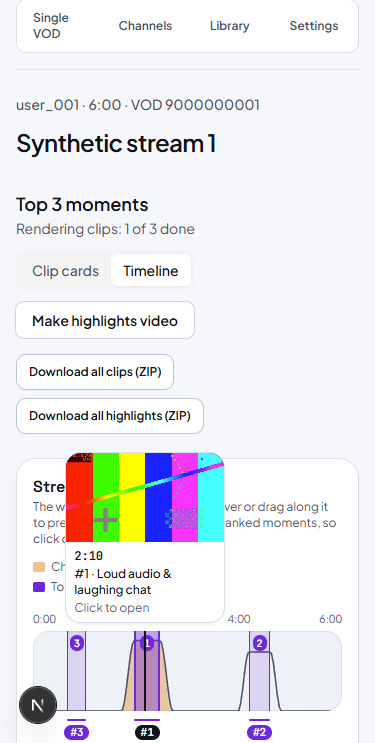 Single
VOD
Channels
Library
Settings
user_001 · 6:00 · VOD 9000000001
Synthetic stream 1
Top 3 moments
Rendering clips: 1 of 3 done
Clip cards
Timeline
Make highlights video
Download all clips (ZIP)
Download all highlights (ZIP)
Stre
The w
ver or drag along it
to pre
anked moments, so
click
2:10
#1 · Loud audio &
laughing chat
Click to open
Ch
To
0:00
4:00
6:00
3
1
2
N
#3
#1
#2